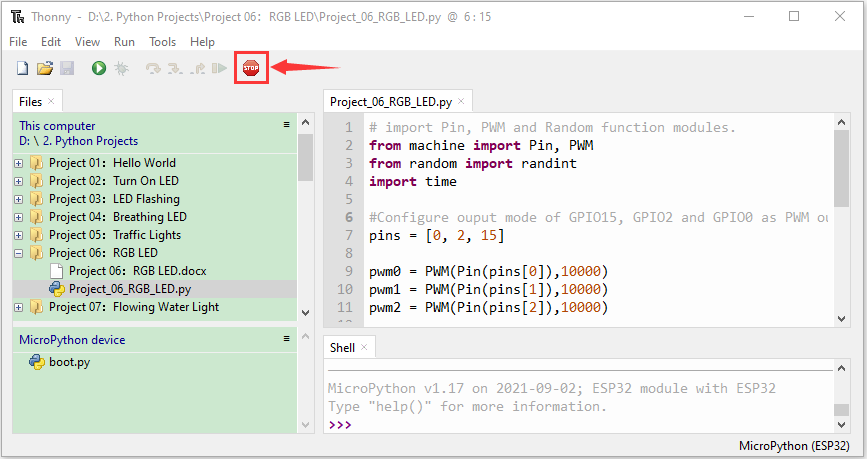 Thonny - D:\2. Python Projects\Project 06: RGB LED\Project_06_RGB_LED.py @ 6 : 15
File Edit View Run Tools Help
STOP
Files
This computer
D: \ 2. Python Projects
Project 01: Hello World
Project 02: Turn On LED
Project 03: LED Flashing
Project 04: Breathing LED
Project 05: Traffic Lights
Project 06: RGB LED
Project 06: RGB LED.docx
Project_06_RGB_LED.py
Project 07: Flowing Water Light
MicroPython device
boot.py
Project_06_RGB_LED.py
1 # import Pin, PWM and Random function modules.
2 from machine import Pin, PWM
3 from random import randint
4 import time
5
6 #Configure ouput mode of GPIO15, GPIO2 and GPIO0 as PWM ou
7 pins = [0, 2, 15]
8
9 pwm0 = PWM(Pin(pins[0]),10000)
10 pwm1 = PWM(Pin(pins[1]),10000)
11 pwm2 = PWM(Pin(pins[2]),10000)
Shell
MicroPython v1.17 on 2021-09-02; ESP32 module with ESP32
Type "help()" for more information.
>>>
MicroPython (ESP32)